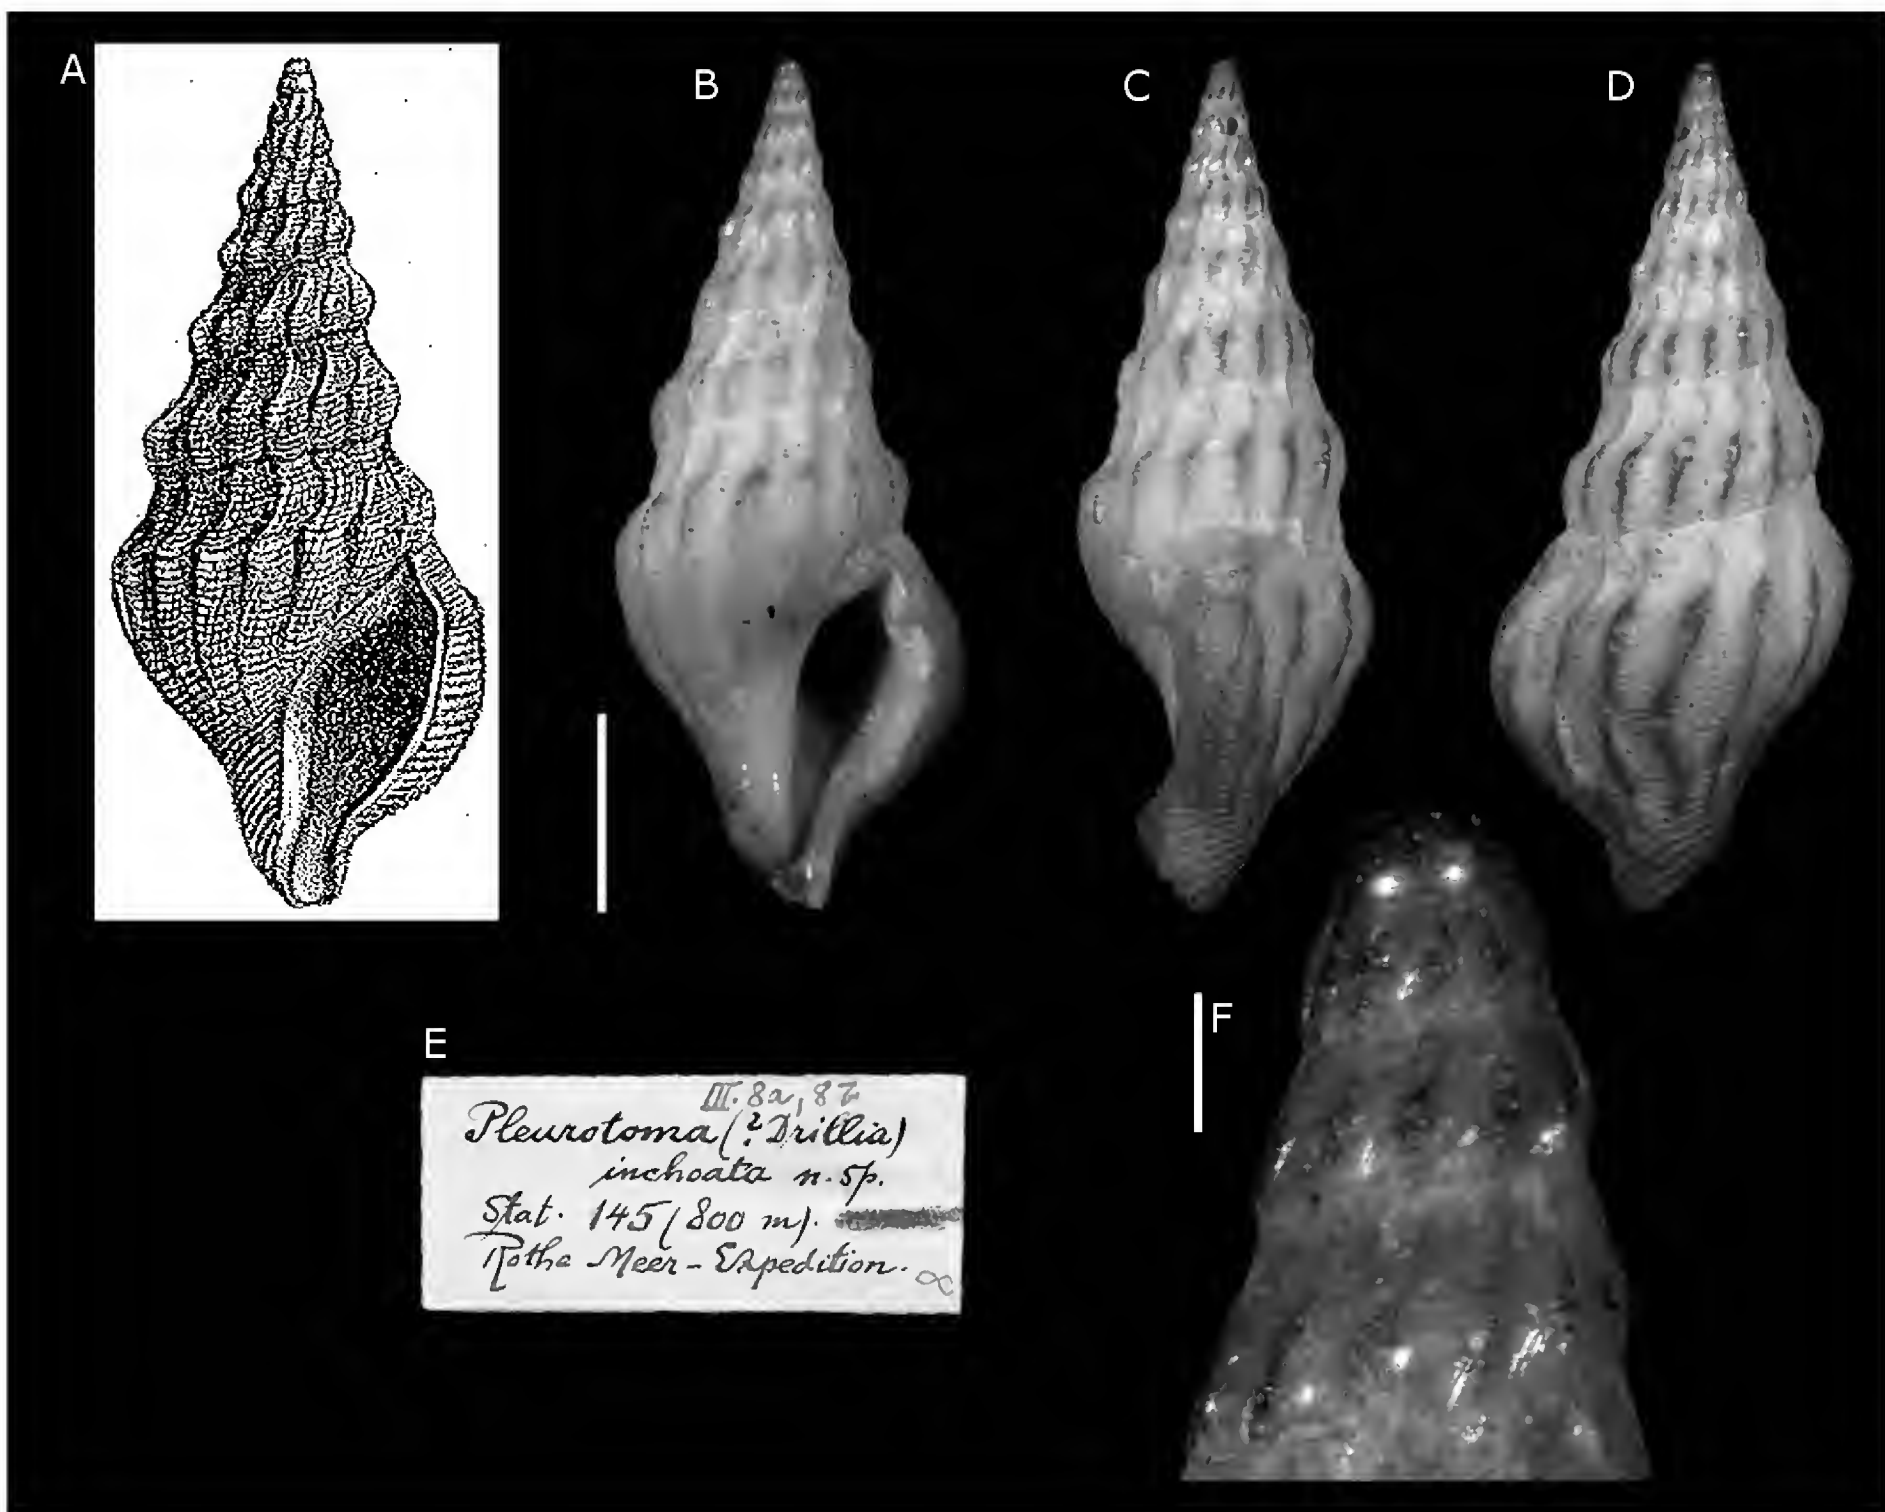 A
B
C
D
E
III. 8a, 8b
Pleurotoma (? Drillia)
inchoata n. sp.
Stat. 145 (800 m).
Rothe Meer-Expedition.
F